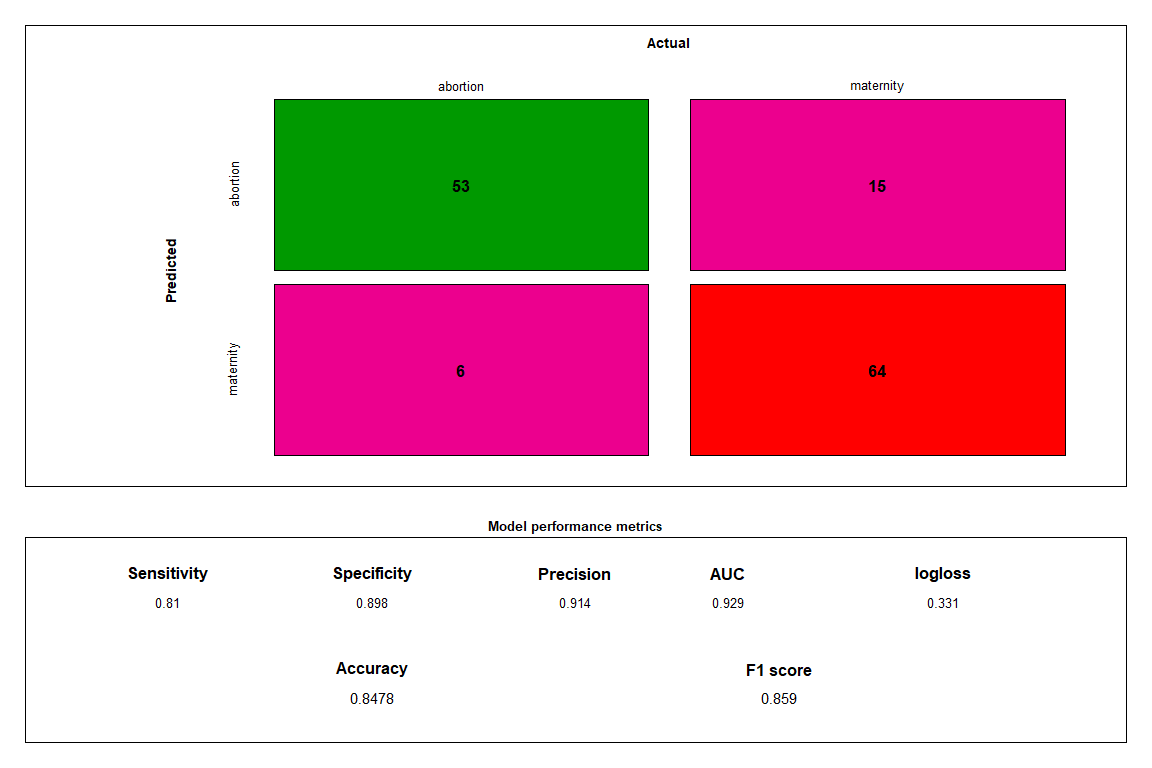 Actual
abortion maternity
abortion
53 15
Predicted
maternity
6 64
Model performance metrics
Sensitivity Specificity Precision AUC logloss
0.81 0.898 0.914 0.929 0.331
Accuracy F1 score
0.8478 0.859